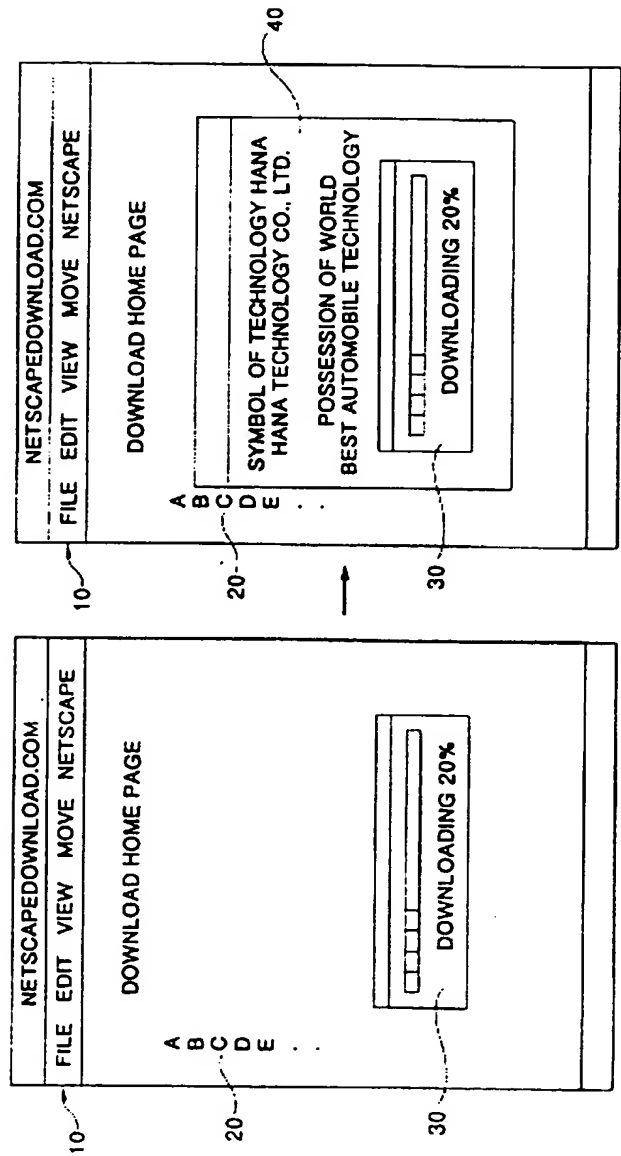 NETSCAPEDOWNLOAD.COM
FILE EDIT VIEW MOVE NETSCAPE
10
DOWNLOAD HOME PAGE
A
B
C
D
E
. .
20
DOWNLOADING 20%
30
NETSCAPEDOWNLOAD.COM
FILE EDIT VIEW MOVE NETSCAPE
10
DOWNLOAD HOME PAGE
A
B
C
D
E
. .
20
40
SYMBOL OF TECHNOLOGY HANA
HANA TECHNOLOGY CO., LTD.
POSSESSION OF WORLD
BEST AUTOMOBILE TECHNOLOGY
DOWNLOADING 20%
30